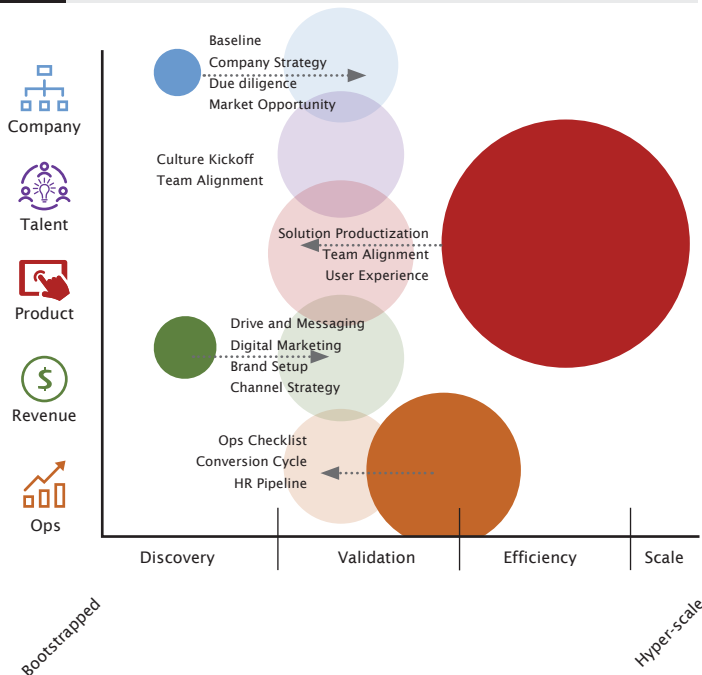 Baseline
Company Strategy
Due diligence
Market Opportunity
Company
Culture Kickoff
Team Alignment
Talent
Solution Productization
Team Alignment
User Experience
Product
Drive and Messaging
Digital Marketing
Brand Setup
Channel Strategy
$
Revenue
Ops Checklist
Conversion Cycle
HR Pipeline
Ops
Discovery
Validation
Efficiency
Scale
Bootstrapped
Hyper-scale